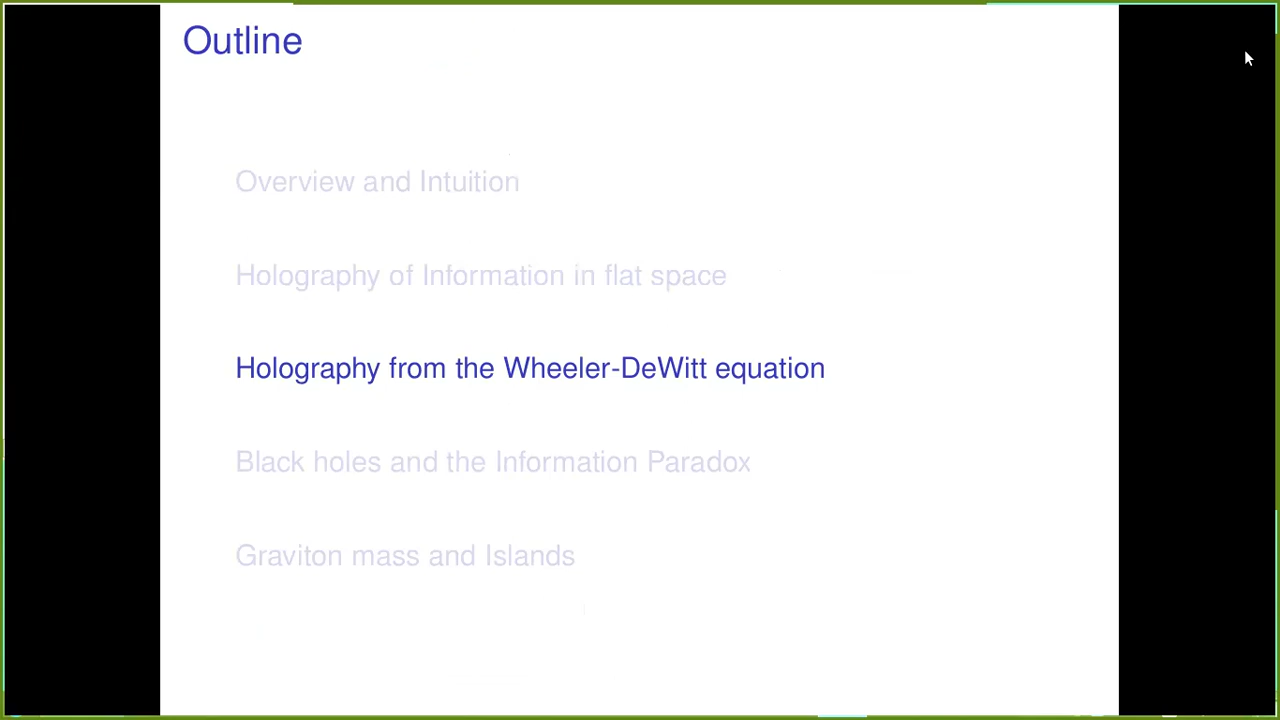 Outline
Overview and Intuition
Holography of Information in flat space
Holography from the Wheeler-DeWitt equation
Black holes and the Information Paradox
Graviton mass and Islands